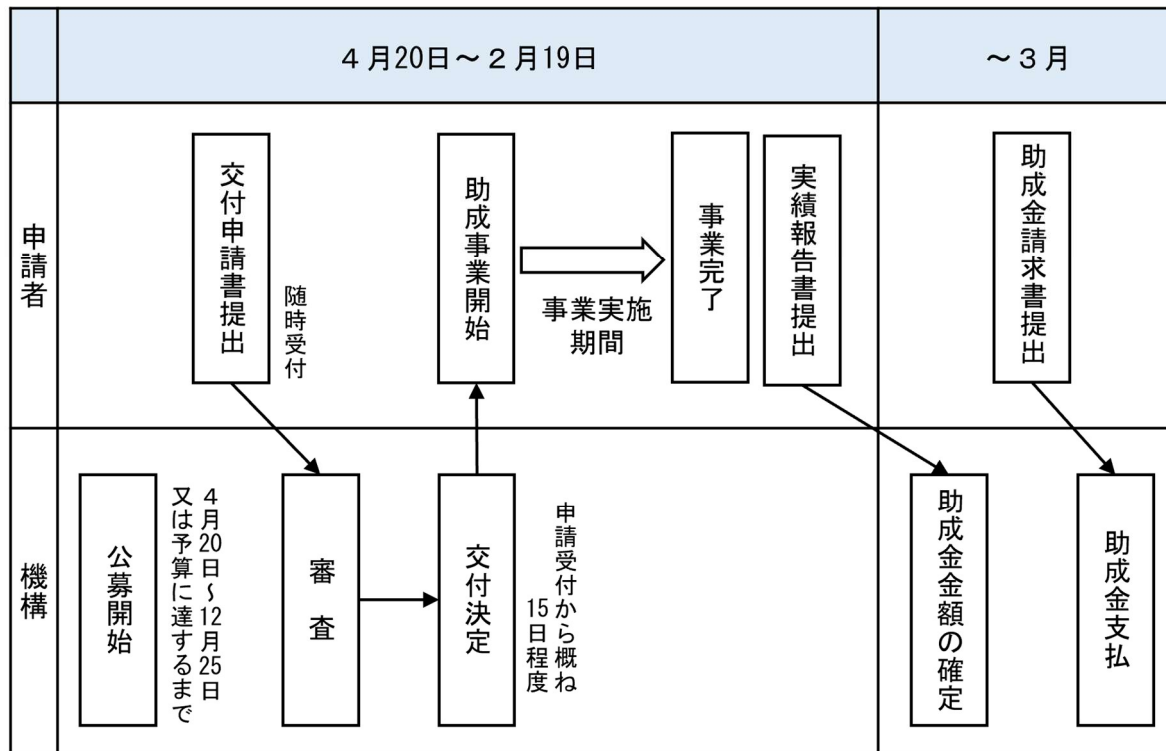 ４月20日～２月19日
～３月
申請者
交付申請書提出
随時受付
助成事業開始
事業実施
期間
事業完了
実績報告書提出
助成金請求書提出
機構
公募開始
４月20日～12月25日
又は予算に達するまで
審査
交付決定
申請受付から概ね
15日程度
助成金金額の確定
助成金支払